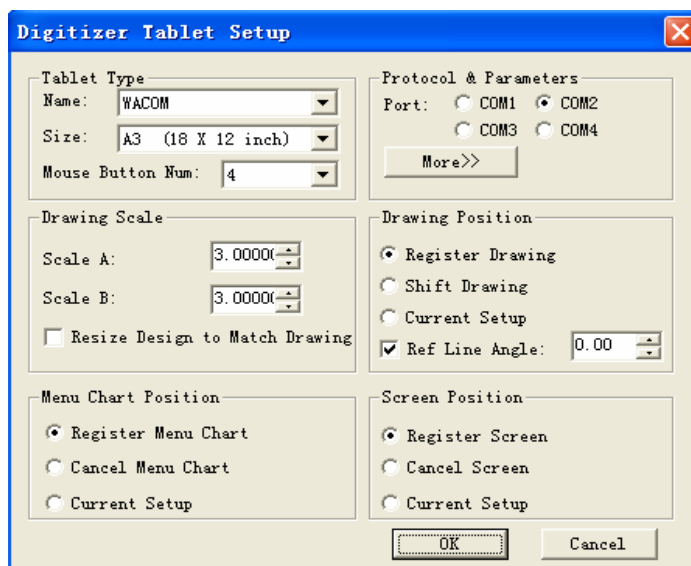 Digitizer Tablet Setup
Tablet Type
Name: WACOM
Size: A3 (18 X 12 inch)
Mouse Button Num: 4
Protocol & Parameters
Port: COM1 COM2
COM3 COM4
More>>
Drawing Scale
Scale A: 3.0000
Scale B: 3.0000
Resize Design to Match Drawing
Drawing Position
Register Drawing
Shift Drawing
Current Setup
Ref Line Angle: 0.00
Menu Chart Position
Register Menu Chart
Cancel Menu Chart
Current Setup
Screen Position
Register Screen
Cancel Screen
Current Setup
OK Cancel